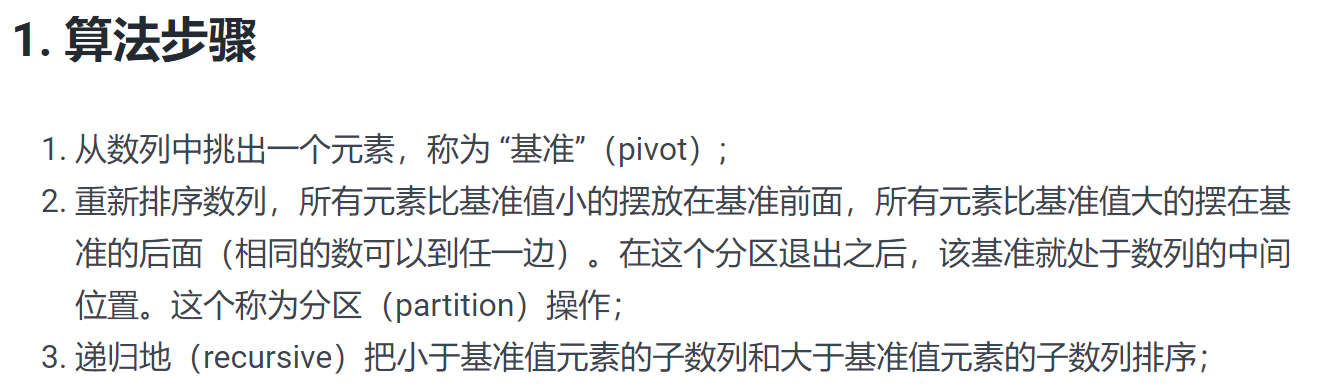 1. 算法步骤
1. 从数列中挑出一个元素，称为 “基准”（pivot）;
2. 重新排序数列，所有元素比基准值小的摆放在基准前面，所有元素比基准值大的摆在基
准的后面（相同的数可以到任一边）。在这个分区退出之后，该基准就处于数列的中间
位置。这个称为分区（partition）操作；
3. 递归地（recursive）把小于基准值元素的子数列和大于基准值元素的子数列排序；